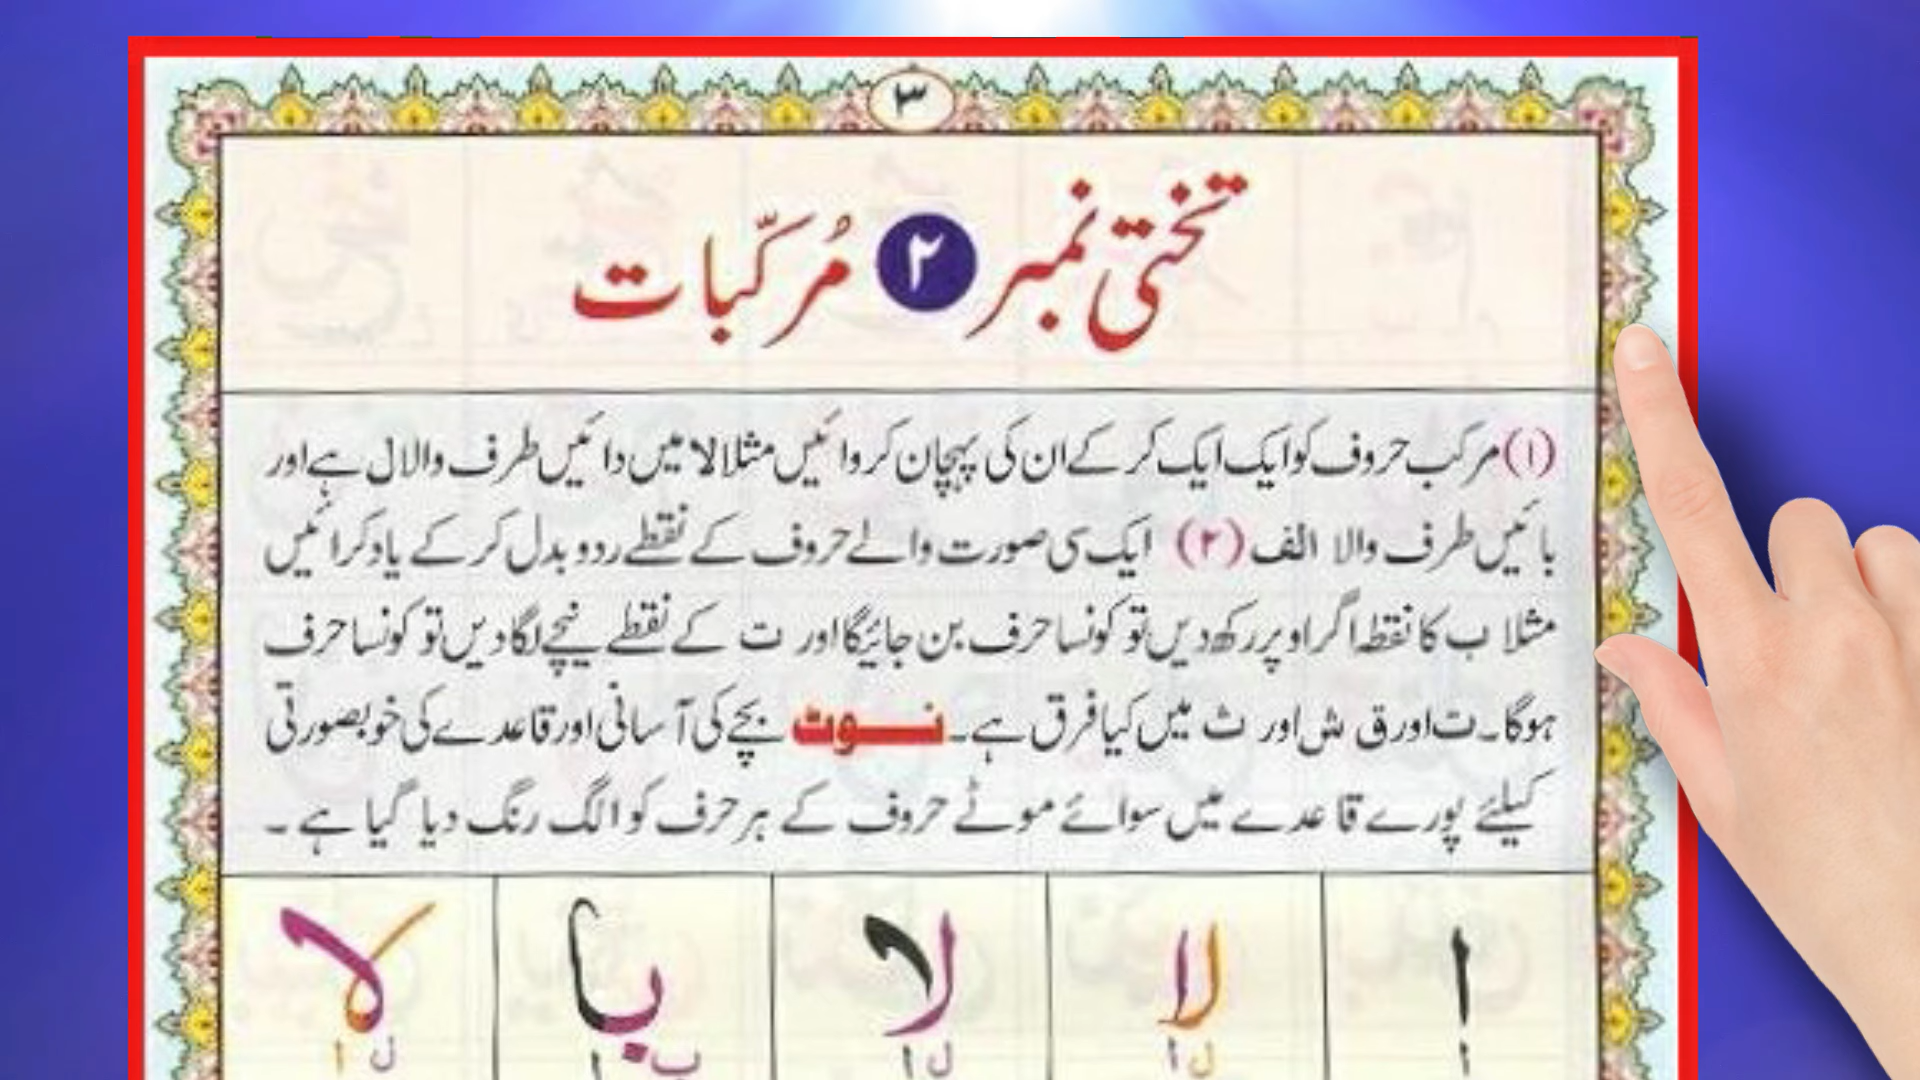 ۳
تختی نمبر ۲ مُرکّبات
(۱) مرکب حروف کو ایک ایک کر کے ان کی پہچان کروائیں مثلا لا میں دائیں طرف والا ل ہے اور
بائیں طرف والا الف (۲) ایک سی صورت والے حروف کے نقطے ردو بدل کر کے یاد کرائیں
مثلا ب کا نقطہ اگر اوپر رکھ دیں تو کونسا حرف بن جائیگا اور ت کے نقطے نیچے لگا دیں تو کونسا حرف
ہوگا۔ ت اور ق ش اور ث میں کیا فرق ہے۔ نوٹ بچے کی آسانی اور قاعدے کی خوبصورتی
کیلئے پورے قاعدے میں سوائے موٹے حروف کے ہر حرف کو الگ رنگ دیا گیا ہے ۔
ا لا لا با لا
ا ل ا ل ا ب ا ل ا